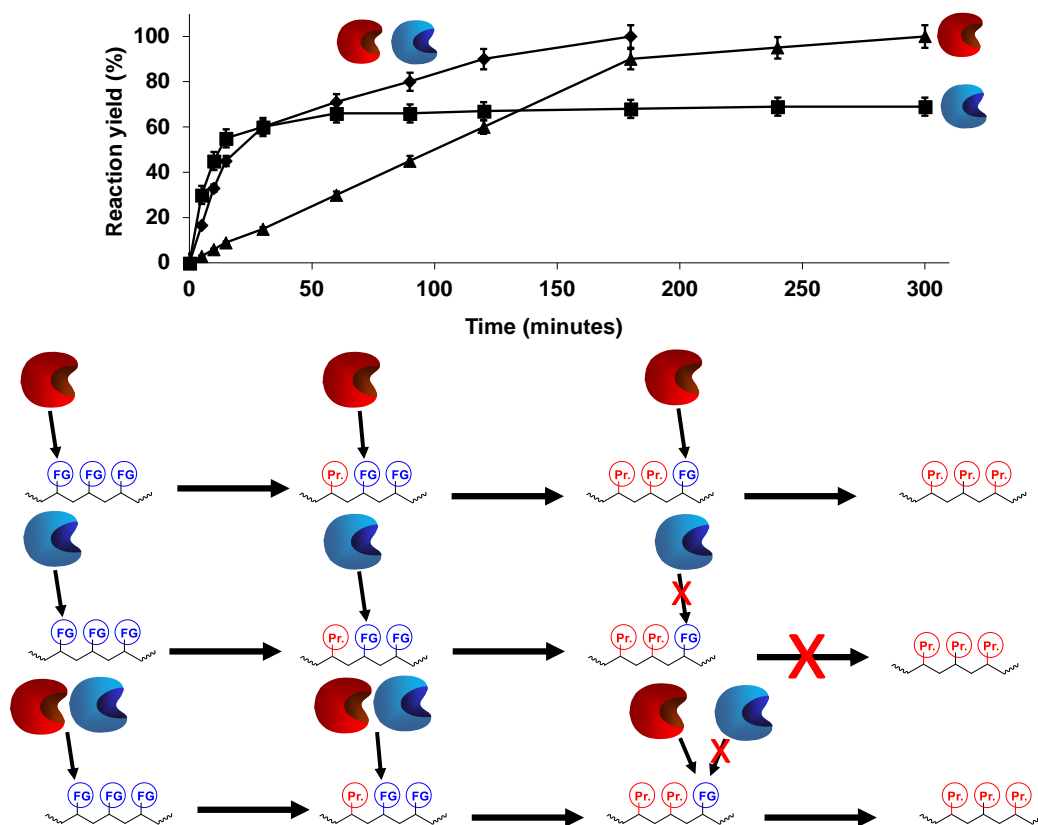 Reaction yield (%)
100
80
60
40
20
0
0 50 100 150 200 250 300
Time (minutes)
FG FG FG Pr. FG FG Pr. Pr. FG Pr. Pr. Pr.
X
FG FG FG Pr. FG FG Pr. Pr. FG X Pr. Pr. Pr.
X
FG FG FG Pr. FG FG Pr. Pr. FG Pr. Pr. Pr.